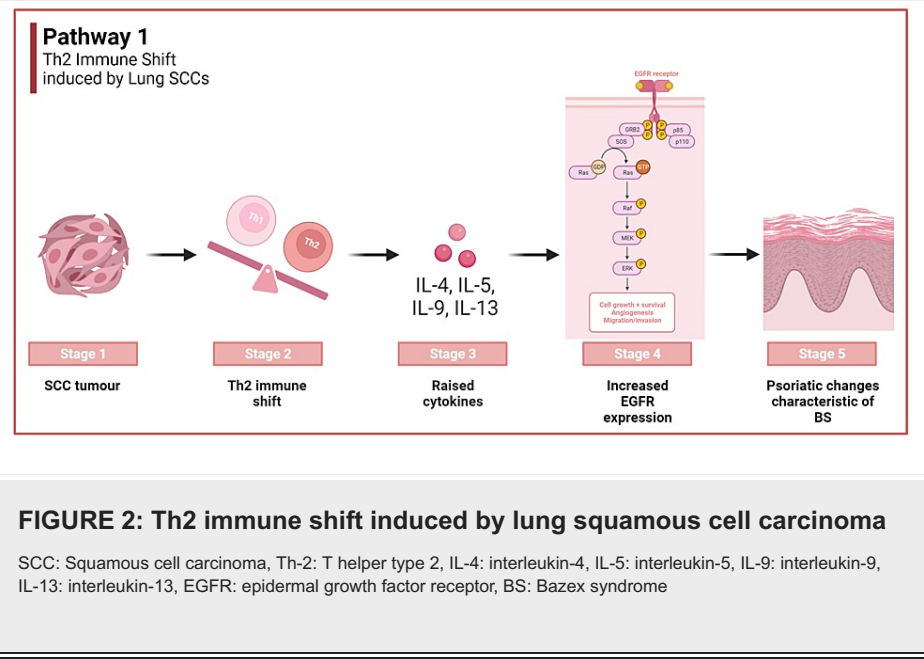 Pathway 1
Th2 Immune Shift
induced by Lung SCCs
Th1
Th2
IL-4, IL-5,
IL-9, IL-13
EGFR receptor
P
P
P
P
GRB2
SOS
p85
p110
Ras
GDP
Ras
GTP
Raf
P
MEK
P
ERK
P
Cell growth + survival
Angiogenesis
Migration/Invasion
Stage 1
Stage 2
Stage 3
Stage 4
Stage 5
SCC tumour
Th2 immune
shift
Raised
cytokines
Increased
EGFR
expression
Psoriatic changes
characteristic of
BS
FIGURE 2: Th2 immune shift induced by lung squamous cell carcinoma
SCC: Squamous cell carcinoma, Th-2: T helper type 2, IL-4: interleukin-4, IL-5: interleukin-5, IL-9: interleukin-9,
IL-13: interleukin-13, EGFR: epidermal growth factor receptor, BS: Bazex syndrome